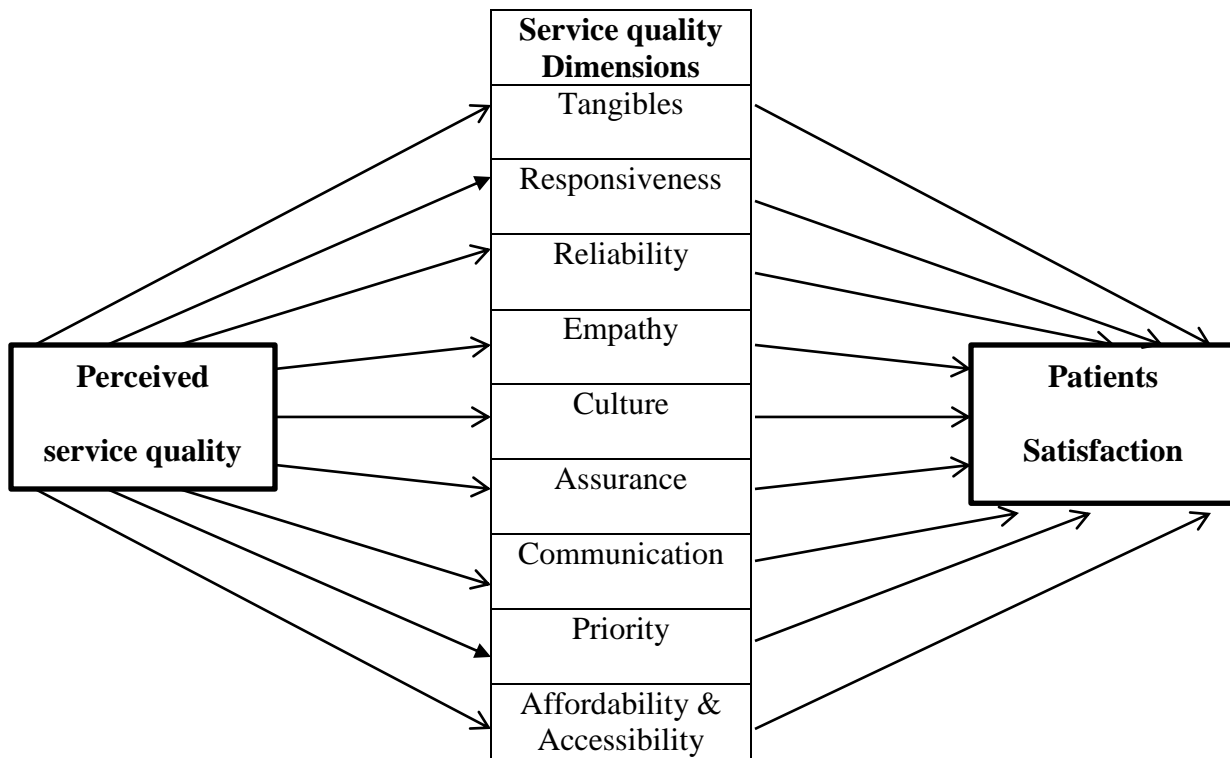 Service quality
Dimensions
Tangibles
Responsiveness
Reliability
Empathy
Culture
Assurance
Communication
Priority
Affordability &
Accessibility
Perceived
service quality
Patients
Satisfaction